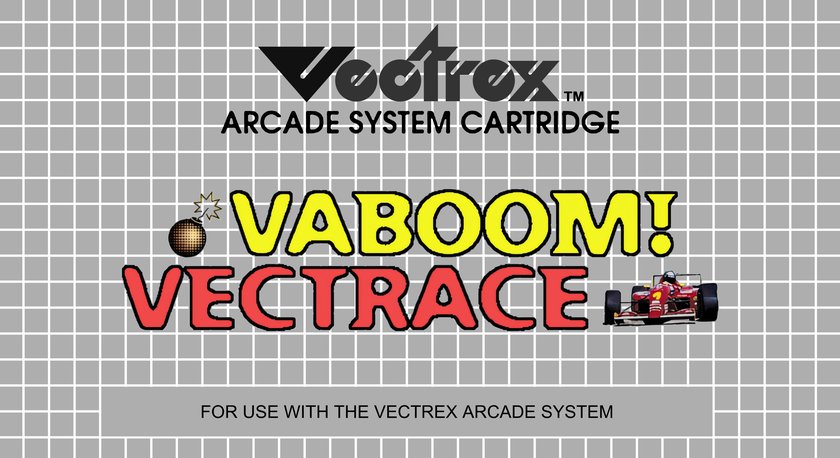 Vectrex™
ARCADE SYSTEM CARTRIDGE
VABOOM!
VECTRACE
FOR USE WITH THE VECTREX ARCADE SYSTEM